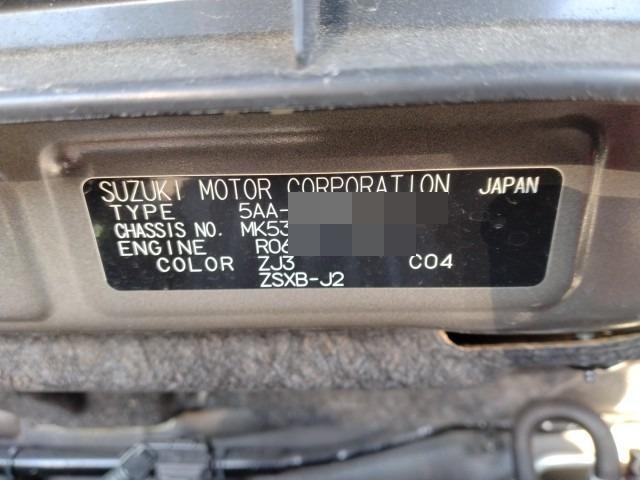 SUZUKI MOTOR CORPORATION JAPAN
TYPE 5AA-
CHASSIS NO. MK53
ENGINE R06
COLOR ZJ3 C04
ZSXB-J2